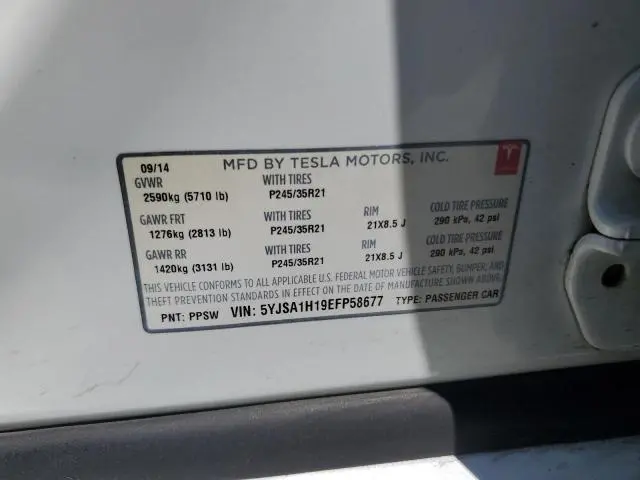 09/14 MFD BY TESLA MOTORS, INC.
GVWR WITH TIRES
2590kg (5710 lb) P245/35R21
GAWR FRT WITH TIRES RIM COLD TIRE PRESSURE
1276kg (2813 lb) P245/35R21 21X8.5 J 290 kPa, 42 psi
GAWR RR WITH TIRES RIM COLD TIRE PRESSURE
1420kg (3131 lb) P245/35R21 21X8.5 J 290 kPa, 42 psi
THIS VEHICLE CONFORMS TO ALL APPLICABLE U.S. FEDERAL MOTOR VEHICLE SAFETY, BUMPER, AND
THEFT PREVENTION STANDARDS IN EFFECT ON THE DATE OF MANUFACTURE SHOWN ABOVE.
PNT: PPSW VIN: 5YJSA1H19EFP58677 TYPE: PASSENGER CAR